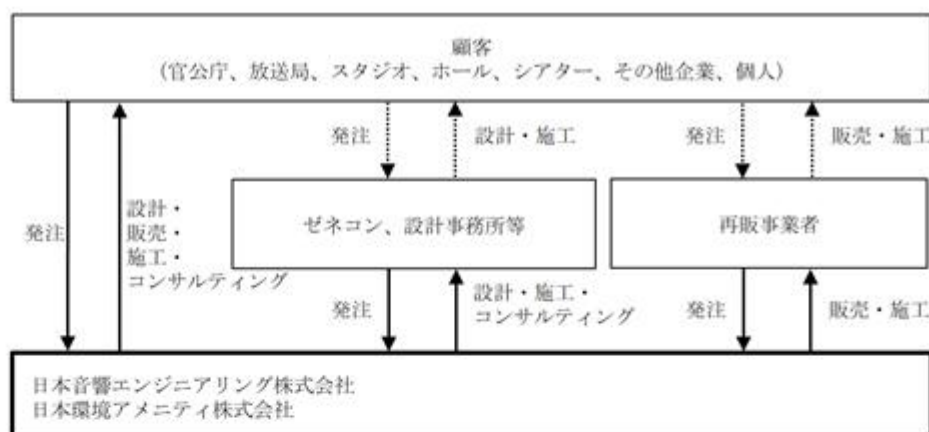 顧客
（官公庁、放送局、スタジオ、ホール、シアター、その他企業、個人）
発注
設計・
販売・
施工・
コンサルティング
発注
設計・施工
発注
販売・施工
ゼネコン、設計事務所等
再販事業者
発注
設計・施工・
コンサルティング
発注
販売・施工
日本音響エンジニアリング株式会社
日本環境アメニティ株式会社